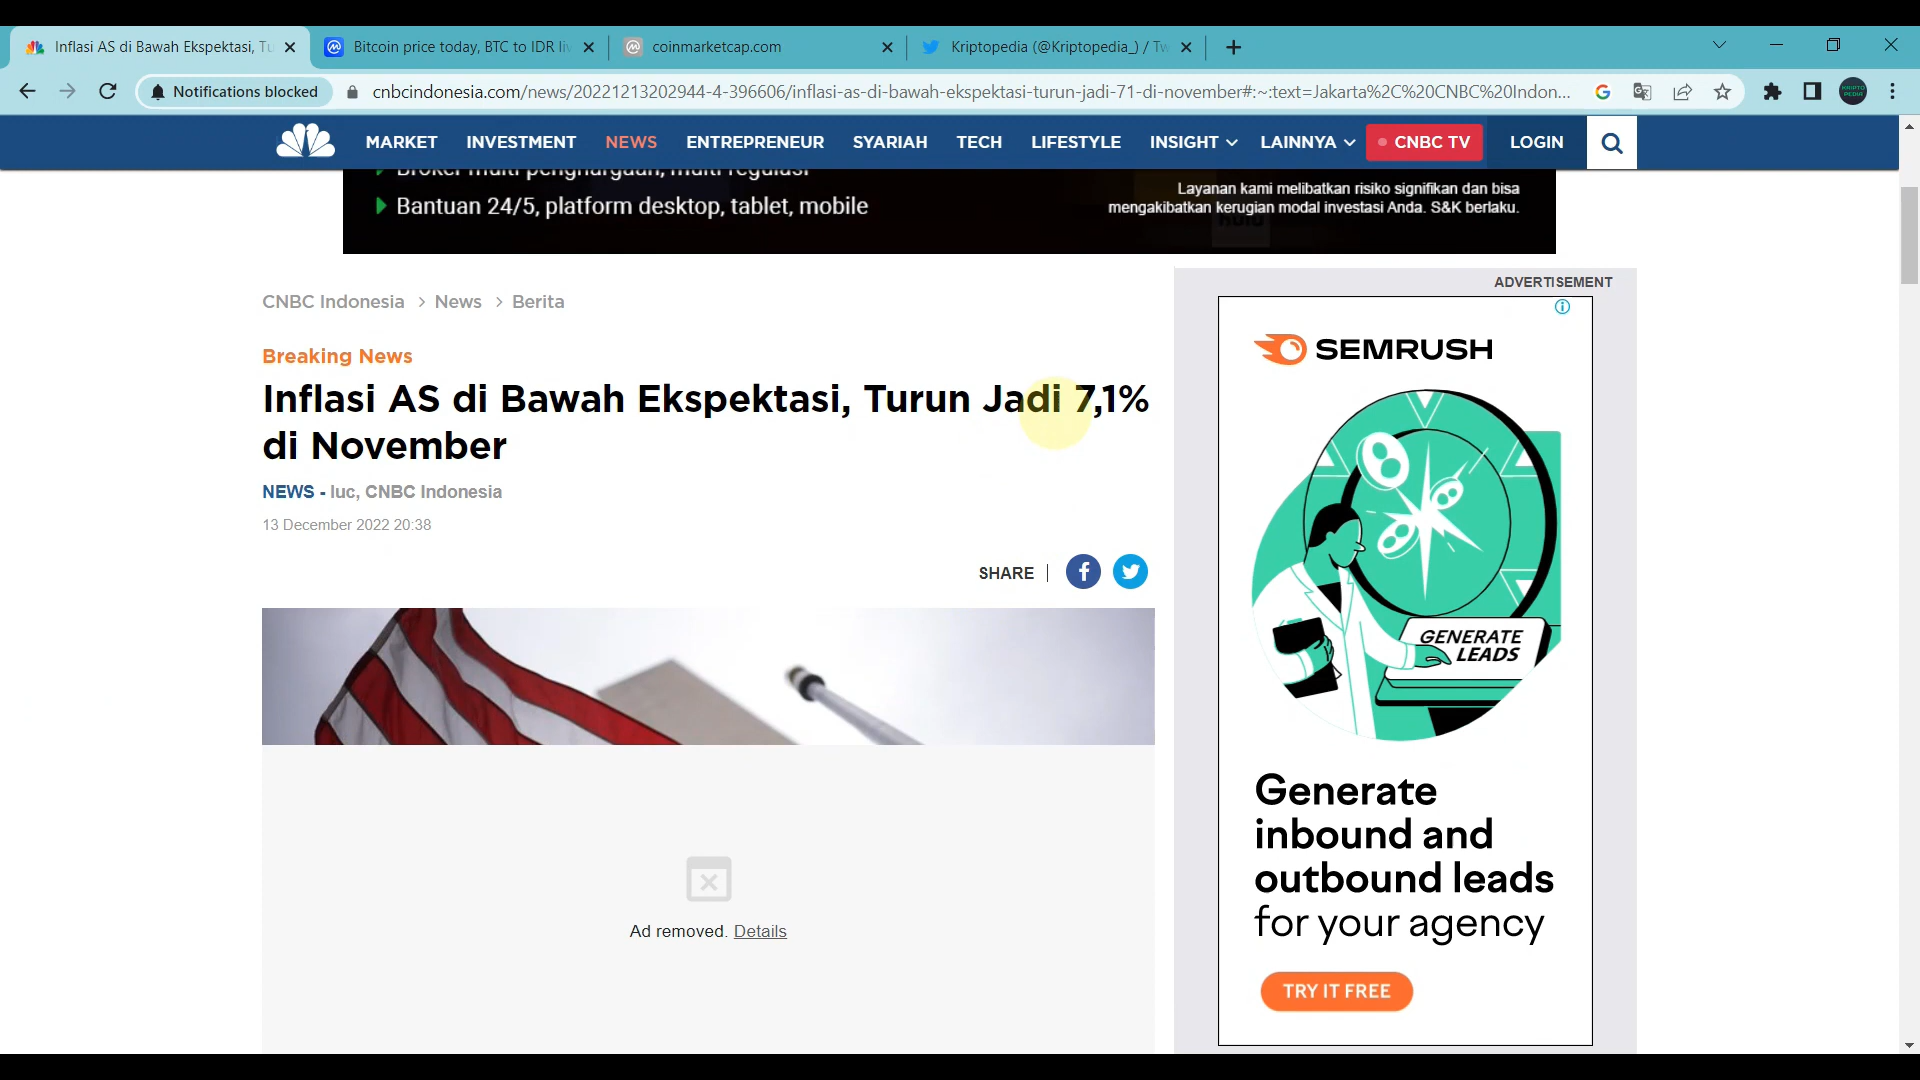 Inflasi AS di Bawah Ekspektasi, Tu
Bitcoin price today, BTC to IDR li
coinmarketcap.com
Kriptopedia (@Kriptopedia_) / Tw
Notifications blocked
cnbcindonesia.com/news/20221213202944-4-396606/inflasi-as-di-bawah-ekspektasi-turun-jadi-71-di-november#:~:text=Jakarta%2C%20CNBC%20Indon...
MARKET INVESTMENT NEWS ENTREPRENEUR SYARIAH TECH LIFESTYLE INSIGHT LAINNYA CNBC TV LOGIN
Broker multi penghargaan, multi regulasi
Bantuan 24/5, platform desktop, tablet, mobile
Layanan kami melibatkan risiko signifikan dan bisa
mengakibatkan kerugian modal investasi Anda. S&K berlaku.
CNBC Indonesia > News > Berita
Breaking News
Inflasi AS di Bawah Ekspektasi, Turun Jadi 7,1%
di November
NEWS - luc, CNBC Indonesia
13 December 2022 20:38
SHARE |
Ad removed. Details
ADVERTISEMENT
SEMRUSH
GENERATE
LEADS
Generate
inbound and
outbound leads
for your agency
TRY IT FREE